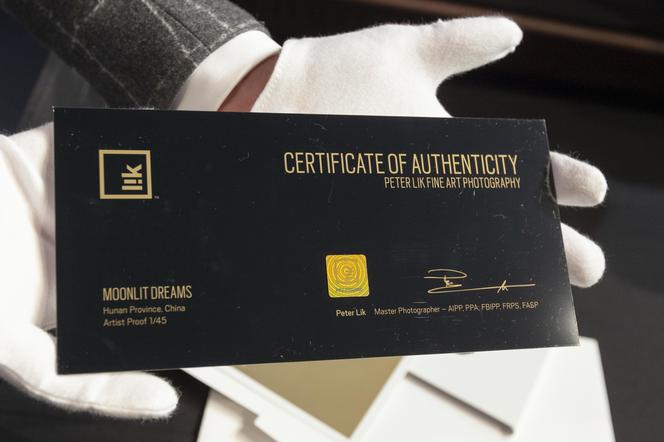 lik
CERTIFICATE OF AUTHENTICITY
PETER LIK FINE ART PHOTOGRAPHY
MOONLIT DREAMS
Hunan Province, China
Artist Proof 1/45
Peter Lik Master Photographer – AIPP, PPA, FBIPP, FRPS, FA&P